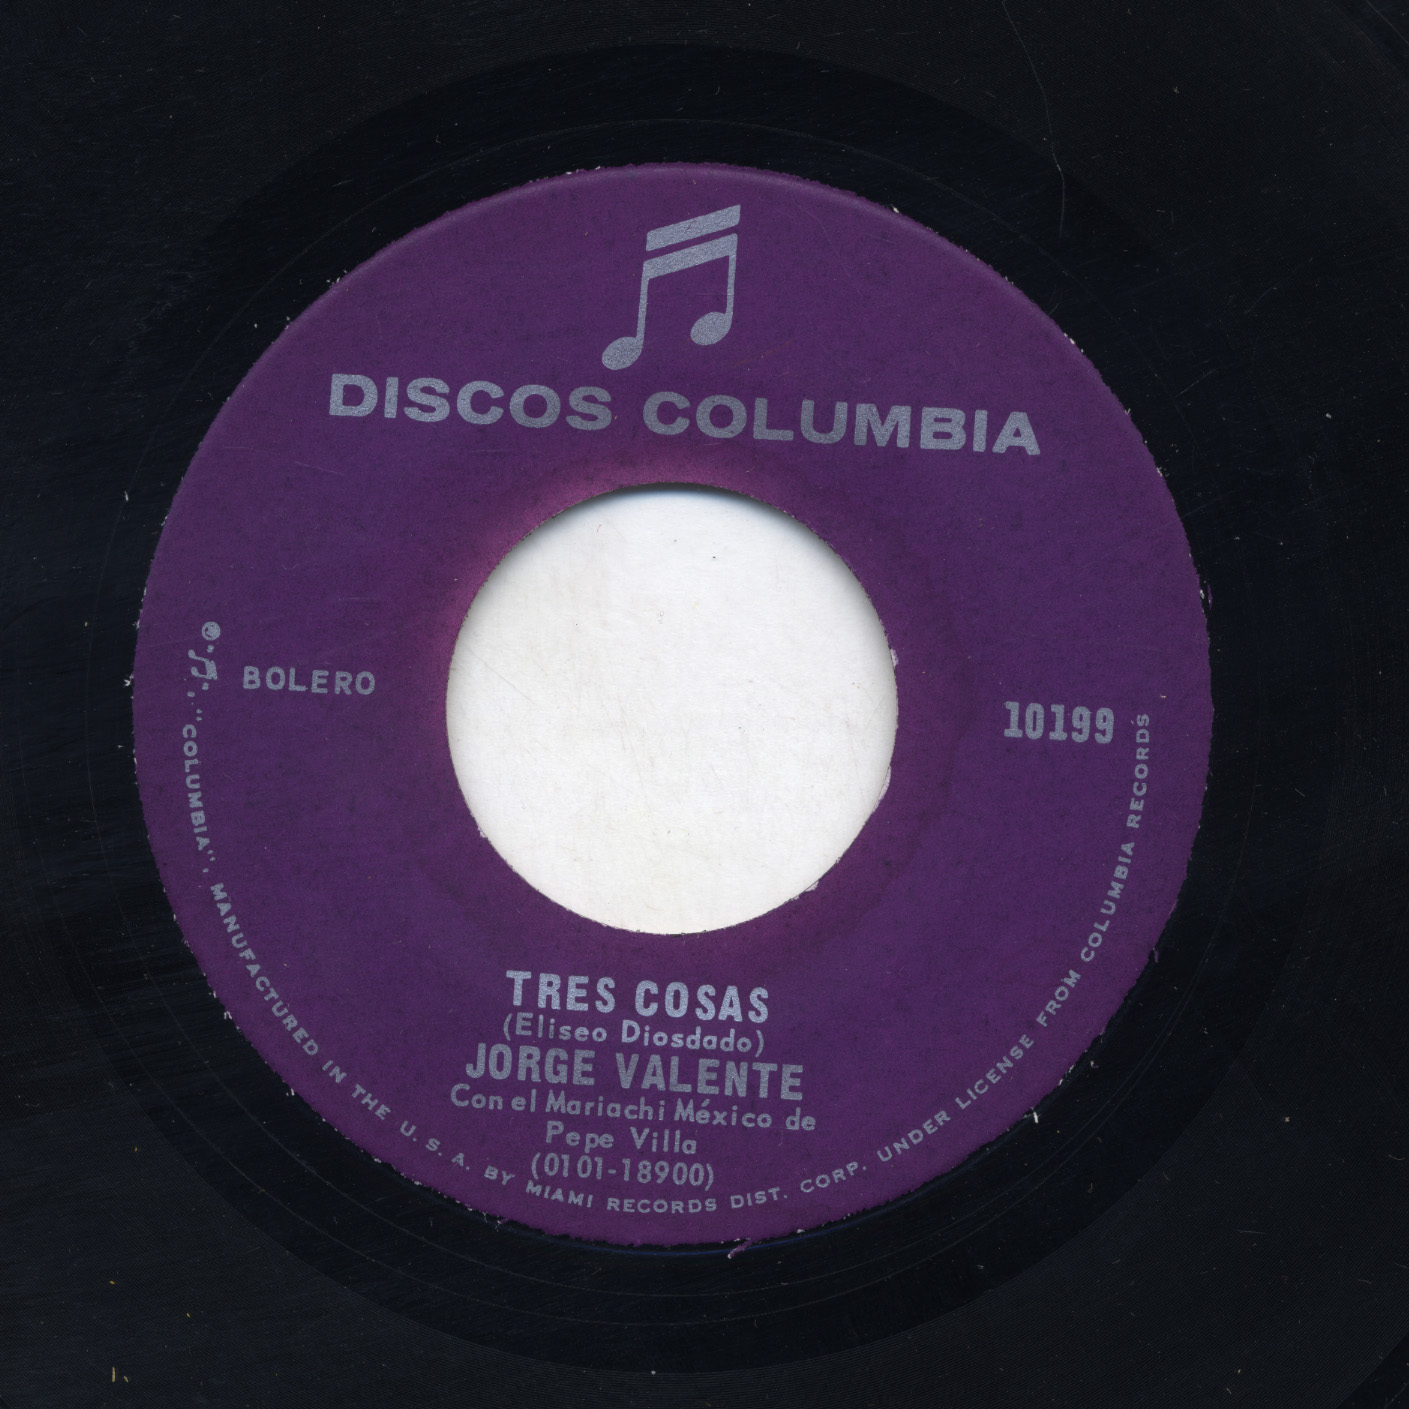 DISCOS COLUMBIA
BOLERO
10199
TRES COSAS
(Eliseo Diosdado)
JORGE VALENTE
Con el Mariachi México de
Pepe Villa
(0101-18900)
"COLUMBIA", MANUFACTURED IN THE U. S. A. BY MIAMI RECORDS DIST. CORP. UNDER LICENSE FROM COLUMBIA RECORDS